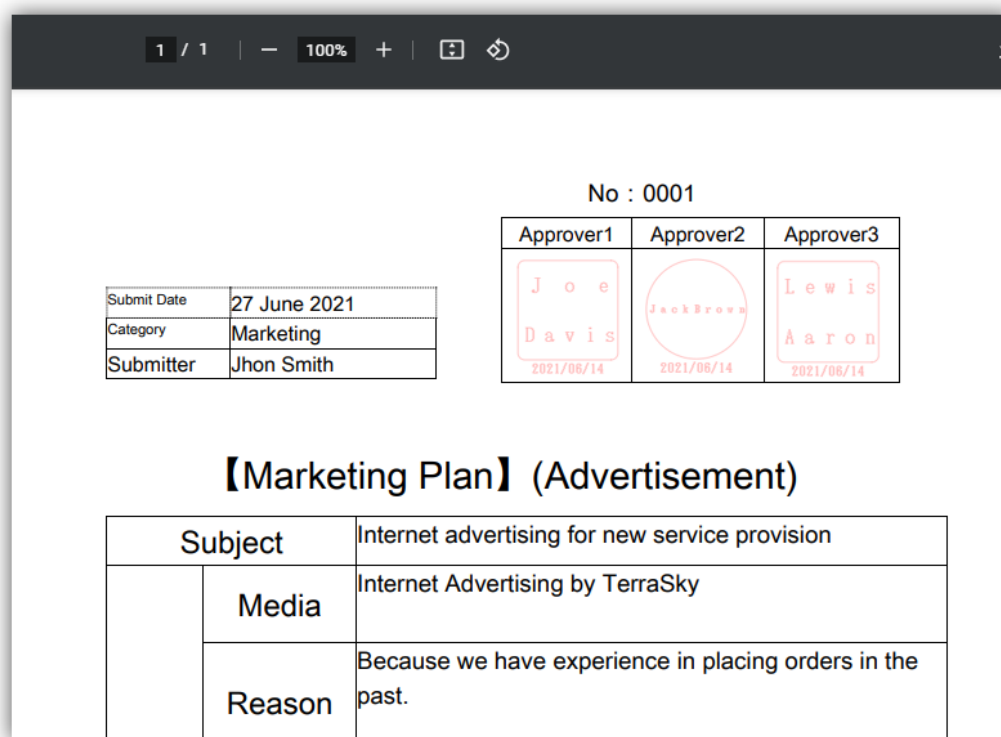 1 / 1 | − 100% + |
No：0001
Approver1 Approver2 Approver3
Joe Davis
2021/06/14
JackBrown
2021/06/14
Lewis Aaron
2021/06/14
Submit Date 27 June 2021
Category Marketing
Submitter Jhon Smith
【Marketing Plan】(Advertisement)
Subject Internet advertising for new service provision
Media Internet Advertising by TerraSky
Reason Because we have experience in placing orders in the
past.